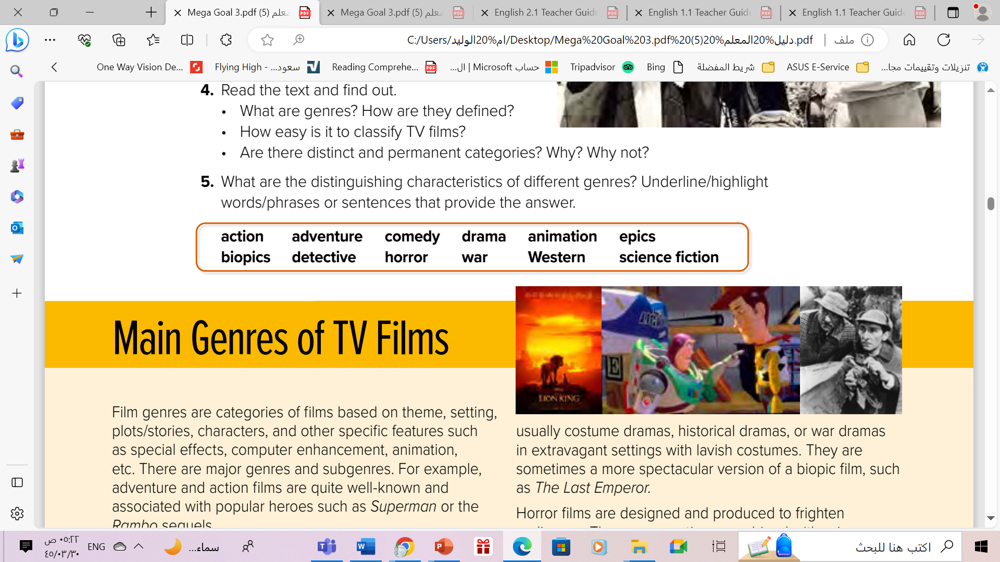 Mega Goal 3.pdf (5) معلم
Mega Goal 3.pdf (5) معلم
English 2.1 Teacher Guide
English 1.1 Teacher Guide
English 1.1 Teacher Guide
C:/Users/ام%20الوليد/Desktop/Mega%20Goal%203.pdf%20(5)%20دليل%20المعلم.pdf
ملف
One Way Vision De...
Flying High - سعود...
Reading Comprehe...
حساب Microsoft | ال...
Tripadvisor
Bing
شريط المفضلة
ASUS E-Service
تنزيلات وتقييمات مجا...
4. Read the text and find out.
• What are genres? How are they defined?
• How easy is it to classify TV films?
• Are there distinct and permanent categories? Why? Why not?
5. What are the distinguishing characteristics of different genres? Underline/highlight
words/phrases or sentences that provide the answer.
action adventure comedy drama animation epics
biopics detective horror war Western science fiction
Main Genres of TV Films
LION KING
Film genres are categories of films based on theme, setting,
plots/stories, characters, and other specific features such
as special effects, computer enhancement, animation,
etc. There are major genres and subgenres. For example,
adventure and action films are quite well-known and
associated with popular heroes such as Superman or the
Rambo sequels
usually costume dramas, historical dramas, or war dramas
in extravagant settings with lavish costumes. They are
sometimes a more spectacular version of a biopic film, such
as The Last Emperor.
Horror films are designed and produced to frighten
٠٥:٢٢ ص
٤٥/٠٣/٣٠
ENG
سماء...
اكتب هنا للبحث